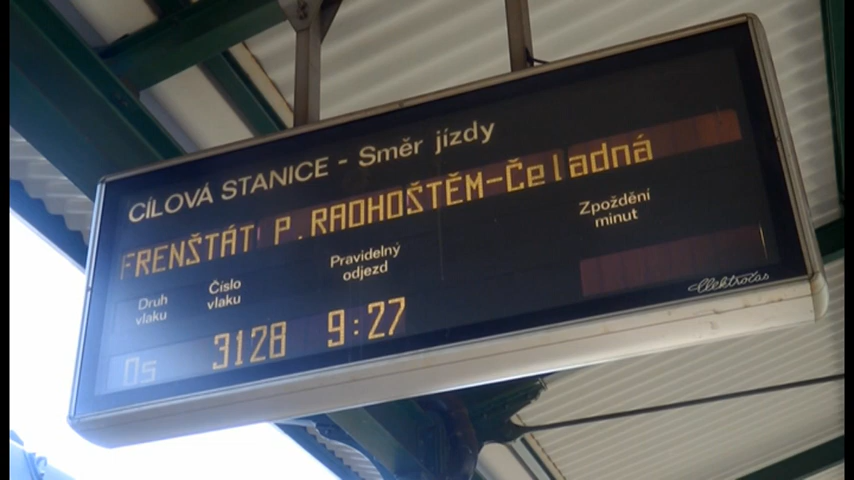 CÍLOVÁ STANICE - Směr jízdy
FRENŠTÁT P.RADHOŠTĚM-Čeladná
Druh vlaku
Číslo vlaku
Pravidelný odjezd
Zpoždění minut
Os 3128 9:27
elektročas